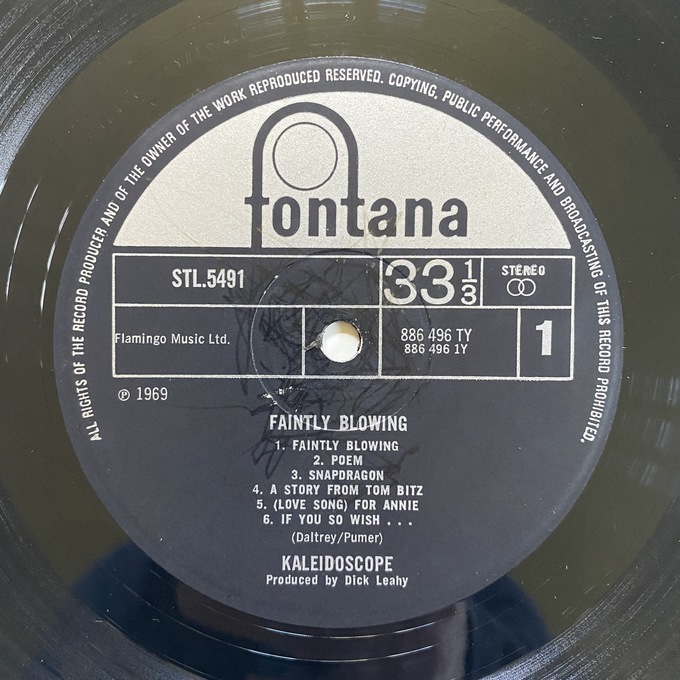 ALL RIGHTS OF THE RECORD PRODUCER AND OF THE OWNER OF THE WORK REPRODUCED RESERVED. COPYING, PUBLIC PERFORMANCE AND BROADCASTING OF THIS RECORD PROHIBITED.
fontana
STL.5491
33 1/3
STEREO
Flamingo Music Ltd.
886 496 TY
886 496 1Y
1
℗ 1969
FAINTLY BLOWING
1. FAINTLY BLOWING
2. POEM
3. SNAPDRAGON
4. A STORY FROM TOM BITZ
5. (LOVE SONG) FOR ANNIE
6. IF YOU SO WISH . . .
(Daltrey/Pumer)
KALEIDOSCOPE
Produced by Dick Leahy